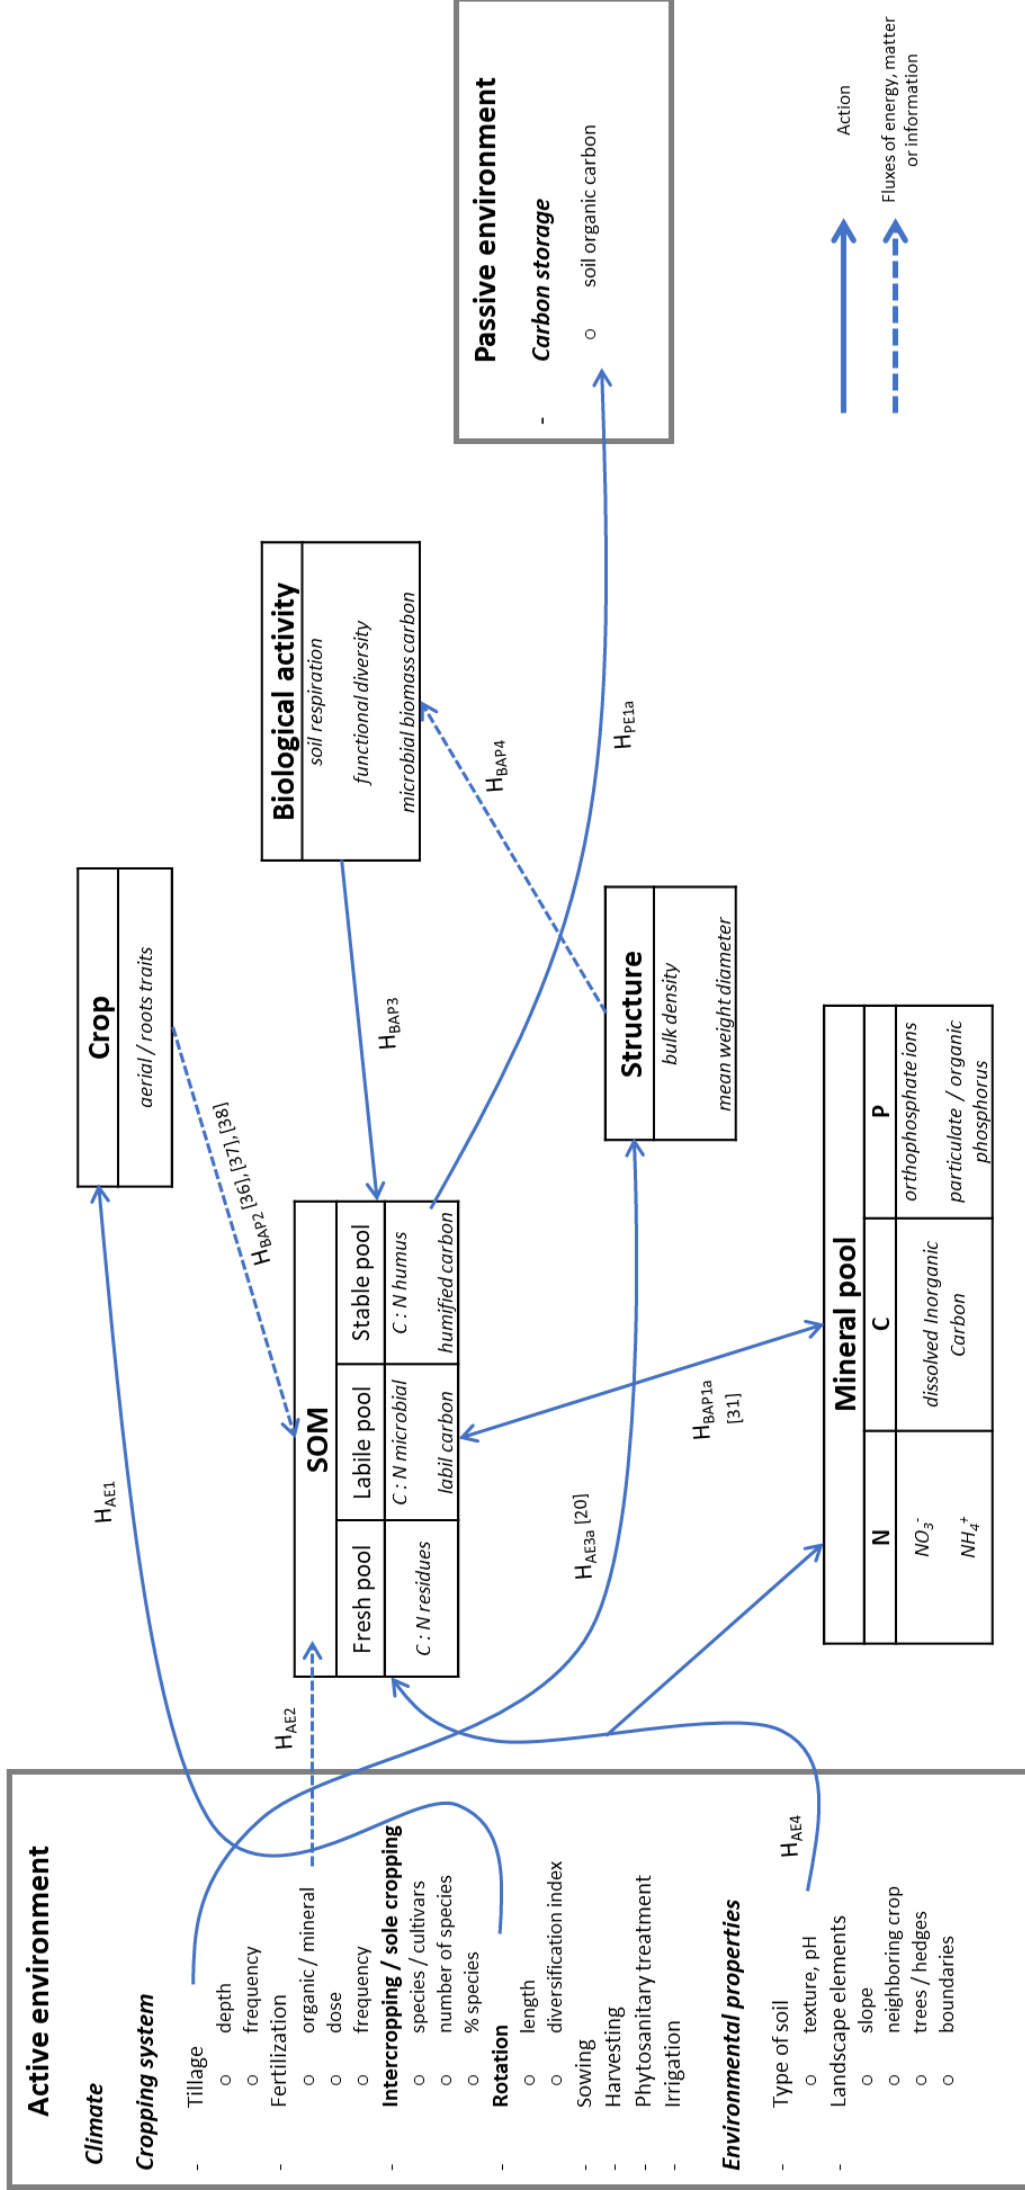 Active environment
Climate
Cropping system
- Tillage
o depth
o frequency
- Fertilization
o organic / mineral
o dose
o frequency
- Intercropping / sole cropping
o species / cultivars
o number of species
o % species
- Rotation
o length
o diversification index
- Sowing
- Harvesting
- Phytosanitary treatment
- Irrigation
Environmental properties
- Type of soil
o texture, pH
- Landscape elements
o slope
o neighboring crop
o trees / hedges
o boundaries
HAE1
HAE2
HAE3a [20]
HAE4
Crop
aerial / roots traits
HBAP2 [36], [37], [38]
SOM
Fresh pool
Labile pool
Stable pool
C : N residues
C : N microbial
labil carbon
C : N humus
humified carbon
HBAP3
HBAP1a
[31]
Biological activity
soil respiration
functional diversity
microbial biomass carbon
HBAP4
HPE1a
Structure
bulk density
mean weight diameter
Mineral pool
N
C
P
NO3-
NH4+
dissolved Inorganic
Carbon
orthophosphate ions
particulate / organic
phosphorus
Passive environment
- Carbon storage
o soil organic carbon
Action
Fluxes of energy, matter
or information